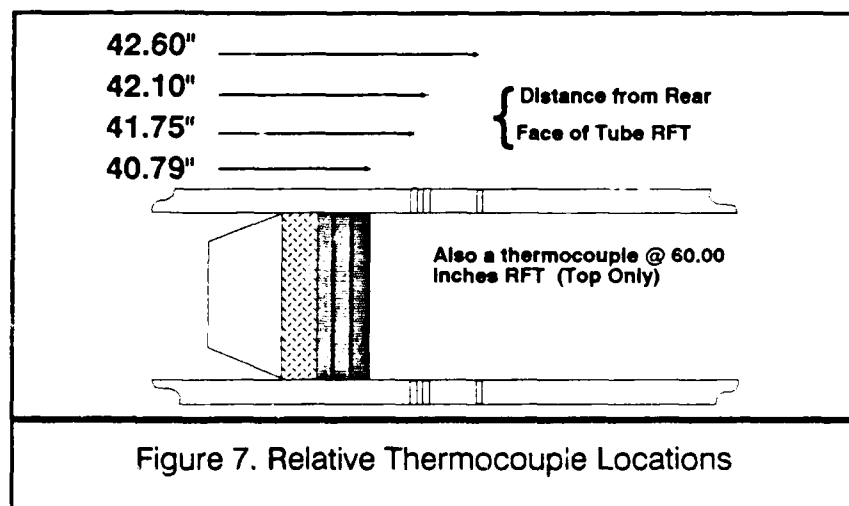 42.60"
42.10"
41.75"
40.79"
Distance from Rear
Face of Tube RFT
Also a thermocouple @ 60.00
Inches RFT (Top Only)
Figure 7. Relative Thermocouple Locations